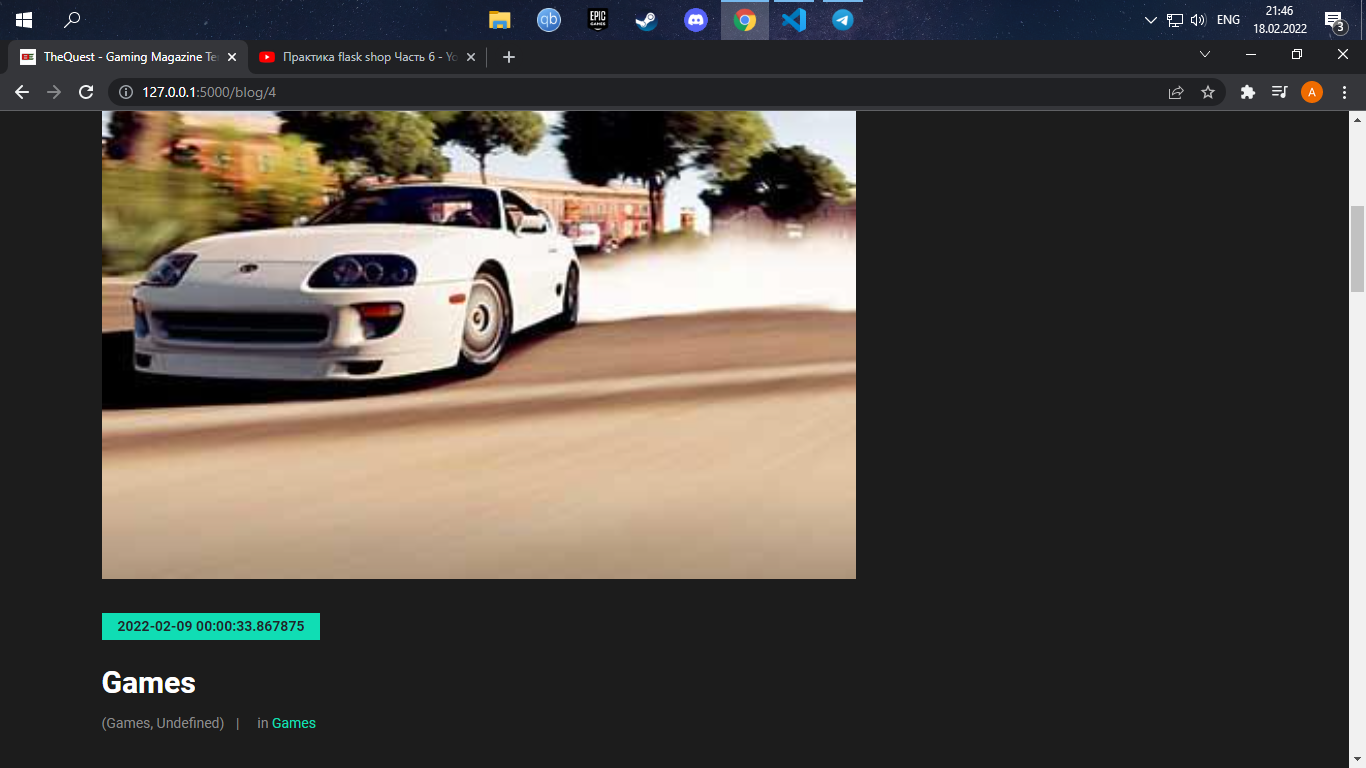 qb
EPIC
GAMES
ENG
21:46
18.02.2022
3
TheQuest - Gaming Magazine Te
Практика flask shop Часть 6 - Yo
127.0.0.1:5000/blog/4
A
2022-02-09 00:00:33.867875
Games
(Games, Undefined) | in Games